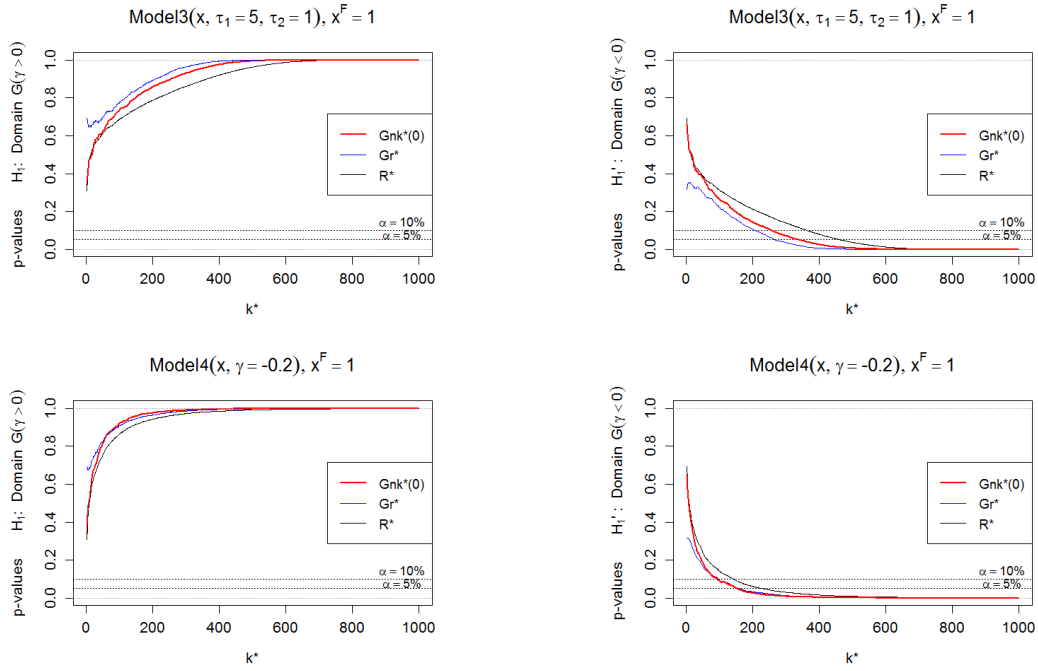 Model3(x, τ1 = 5, τ2 = 1), x^F = 1
p-values H1: Domain G(γ > 0)
0.0 0.2 0.4 0.6 0.8 1.0
Gnk*(0)
Gr*
R*
α = 10%
α = 5%
0 200 400 600 800 1000
k*
Model3(x, τ1 = 5, τ2 = 1), x^F = 1
p-values H1': Domain G(γ < 0)
0.0 0.2 0.4 0.6 0.8 1.0
Gnk*(0)
Gr*
R*
α = 10%
α = 5%
0 200 400 600 800 1000
k*
Model4(x, γ = -0.2), x^F = 1
p-values H1: Domain G(γ > 0)
0.0 0.2 0.4 0.6 0.8 1.0
Gnk*(0)
Gr*
R*
α = 10%
α = 5%
0 200 400 600 800 1000
k*
Model4(x, γ = -0.2), x^F = 1
p-values H1': Domain G(γ < 0)
0.0 0.2 0.4 0.6 0.8 1.0
Gnk*(0)
Gr*
R*
α = 10%
α = 5%
0 200 400 600 800 1000
k*